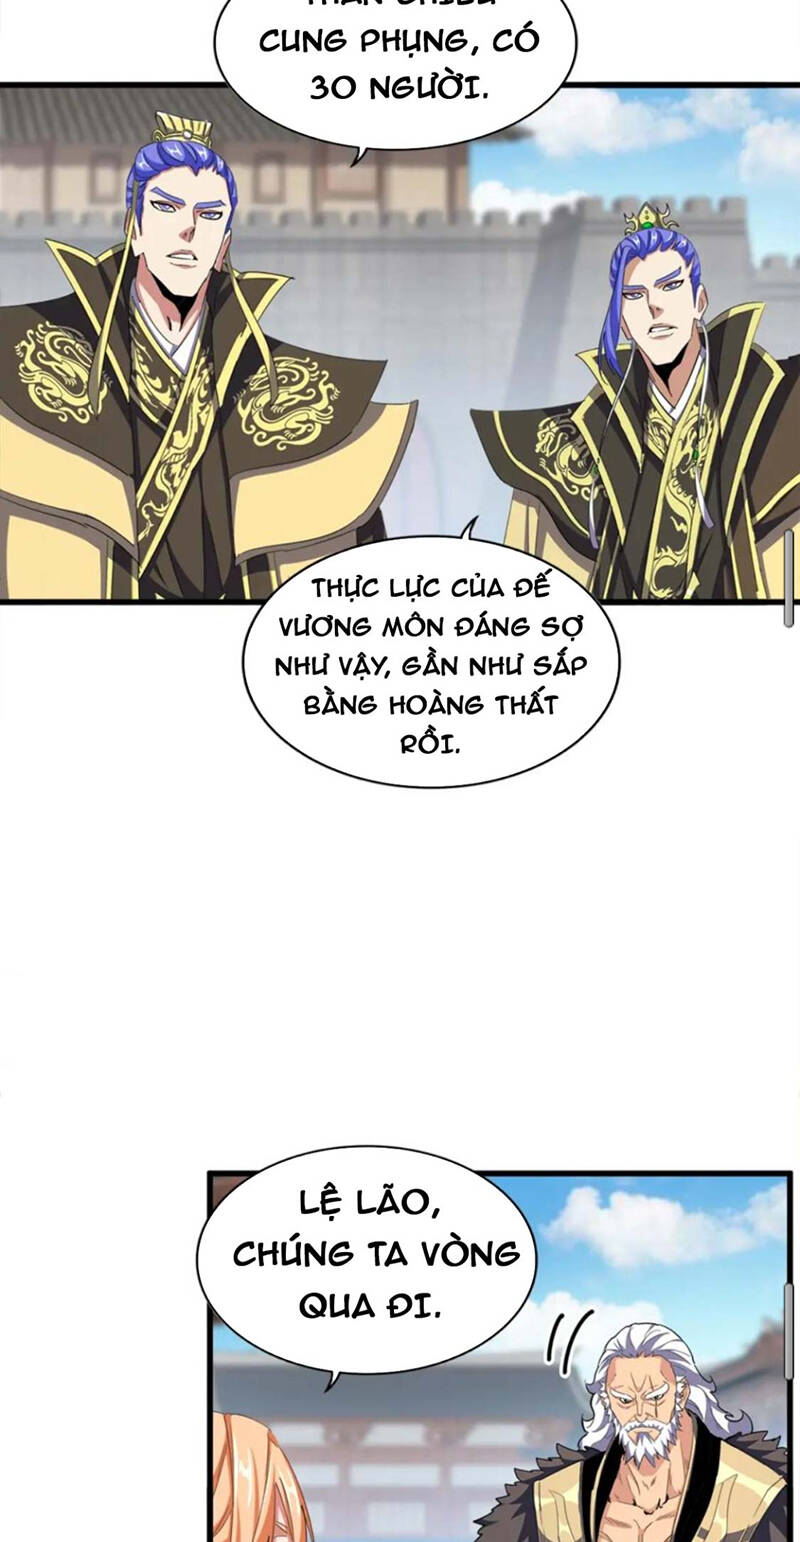 CUNG PHỤNG, CÓ
30 NGƯỜI.
THỰC LỰC CỦA ĐẾ
VƯƠNG MÔN ĐÁNG SỢ
NHƯ VẬY, GẦN NHƯ SẮP
BẰNG HOÀNG THẤT
RỒI.
LỆ LÃO,
CHÚNG TA VÒNG
QUA ĐI.